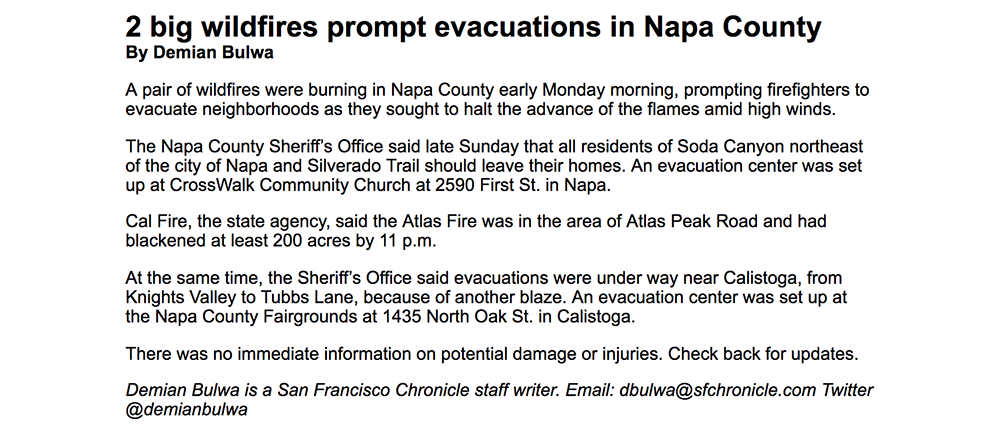 2 big wildfires prompt evacuations in Napa County
By Demian Bulwa
A pair of wildfires were burning in Napa County early Monday morning, prompting firefighters to
evacuate neighborhoods as they sought to halt the advance of the flames amid high winds.
The Napa County Sheriff’s Office said late Sunday that all residents of Soda Canyon northeast
of the city of Napa and Silverado Trail should leave their homes. An evacuation center was set
up at CrossWalk Community Church at 2590 First St. in Napa.
Cal Fire, the state agency, said the Atlas Fire was in the area of Atlas Peak Road and had
blackened at least 200 acres by 11 p.m.
At the same time, the Sheriff’s Office said evacuations were under way near Calistoga, from
Knights Valley to Tubbs Lane, because of another blaze. An evacuation center was set up at
the Napa County Fairgrounds at 1435 North Oak St. in Calistoga.
There was no immediate information on potential damage or injuries. Check back for updates.
Demian Bulwa is a San Francisco Chronicle staff writer. Email: dbulwa@sfchronicle.com Twitter
@demianbulwa